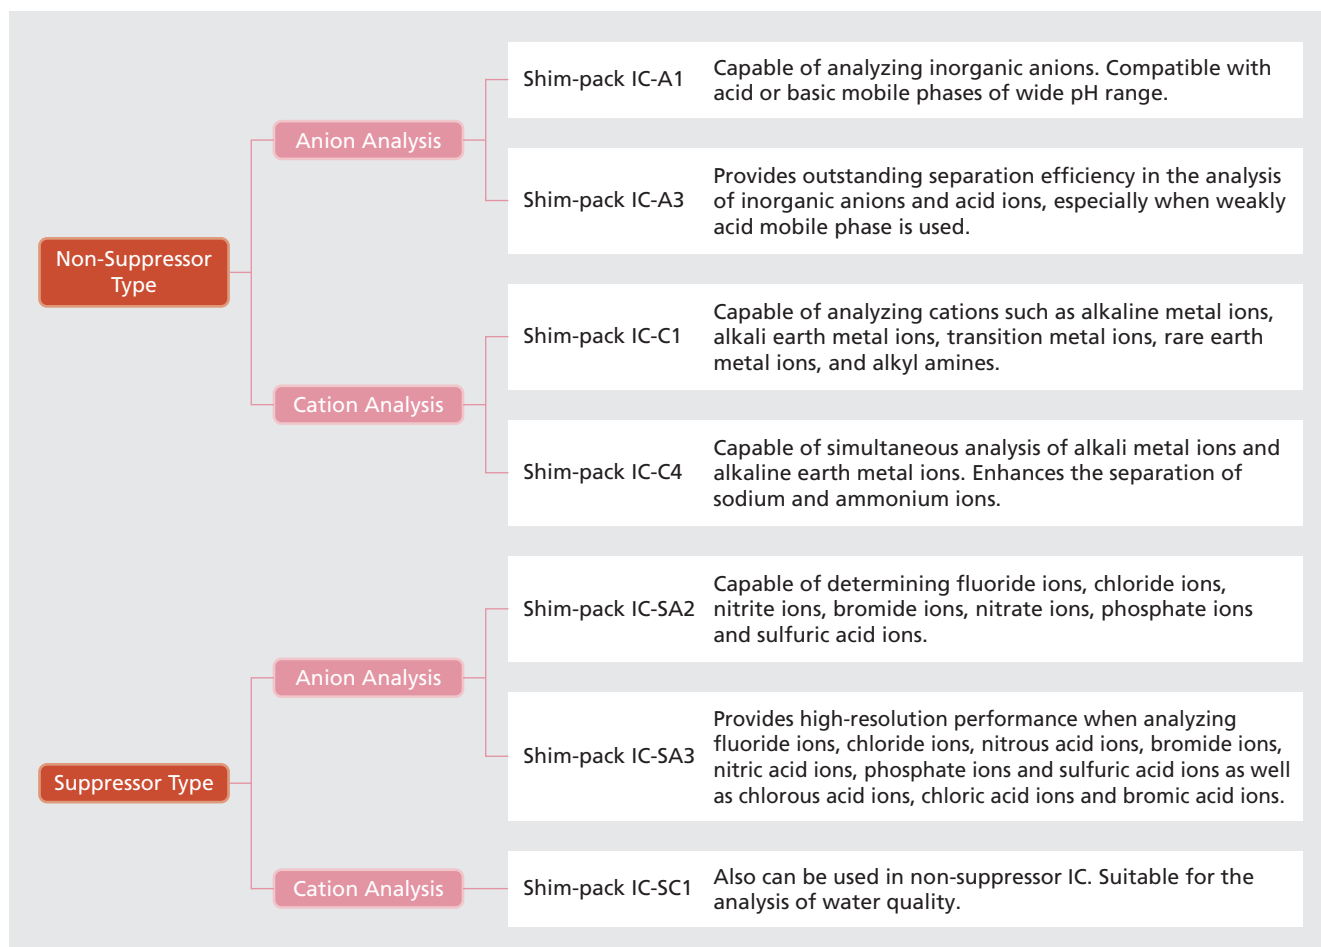 Non-Suppressor
Type
Anion Analysis
Shim-pack IC-A1
Capable of analyzing inorganic anions. Compatible with
acid or basic mobile phases of wide pH range.
Shim-pack IC-A3
Provides outstanding separation efficiency in the analysis
of inorganic anions and acid ions, especially when weakly
acid mobile phase is used.
Cation Analysis
Shim-pack IC-C1
Capable of analyzing cations such as alkaline metal ions,
alkali earth metal ions, transition metal ions, rare earth
metal ions, and alkyl amines.
Shim-pack IC-C4
Capable of simultaneous analysis of alkali metal ions and
alkaline earth metal ions. Enhances the separation of
sodium and ammonium ions.
Suppressor Type
Anion Analysis
Shim-pack IC-SA2
Capable of determining fluoride ions, chloride ions,
nitrite ions, bromide ions, nitrate ions, phosphate ions
and sulfuric acid ions.
Shim-pack IC-SA3
Provides high-resolution performance when analyzing
fluoride ions, chloride ions, nitrous acid ions, bromide ions,
nitric acid ions, phosphate ions and sulfuric acid ions as well
as chlorous acid ions, chloric acid ions and bromic acid ions.
Cation Analysis
Shim-pack IC-SC1
Also can be used in non-suppressor IC. Suitable for the
analysis of water quality.